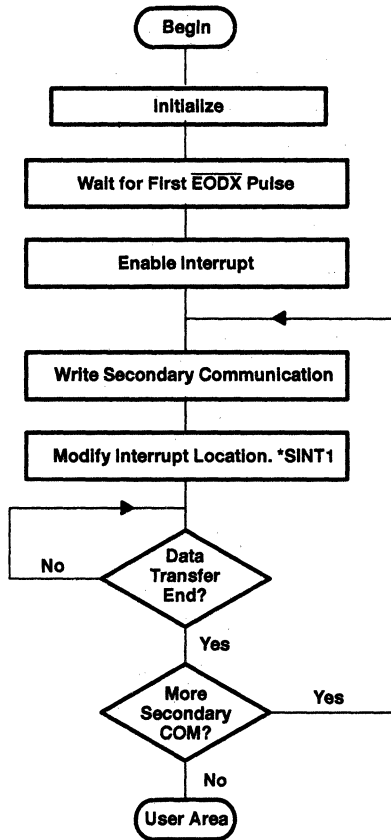 Begin
Initialize
Wait for First E̅O̅D̅X̅ Pulse
Enable Interrupt
Write Secondary Communication
Modify Interrupt Location. *SINT1
Data
Transfer
End?
No
Yes
More
Secondary
COM?
Yes
No
User Area